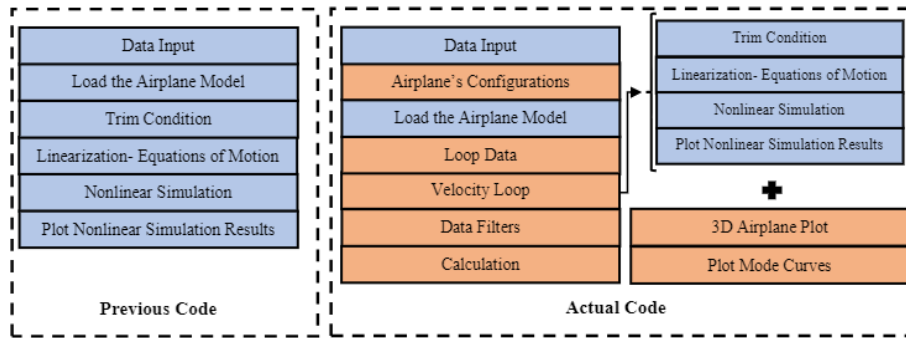 Data Input
Load the Airplane Model
Trim Condition
Linearization- Equations of Motion
Nonlinear Simulation
Plot Nonlinear Simulation Results
Previous Code
Data Input
Airplane's Configurations
Load the Airplane Model
Loop Data
Velocity Loop
Data Filters
Calculation
Trim Condition
Linearization- Equations of Motion
Nonlinear Simulation
Plot Nonlinear Simulation Results
3D Airplane Plot
Plot Mode Curves
Actual Code